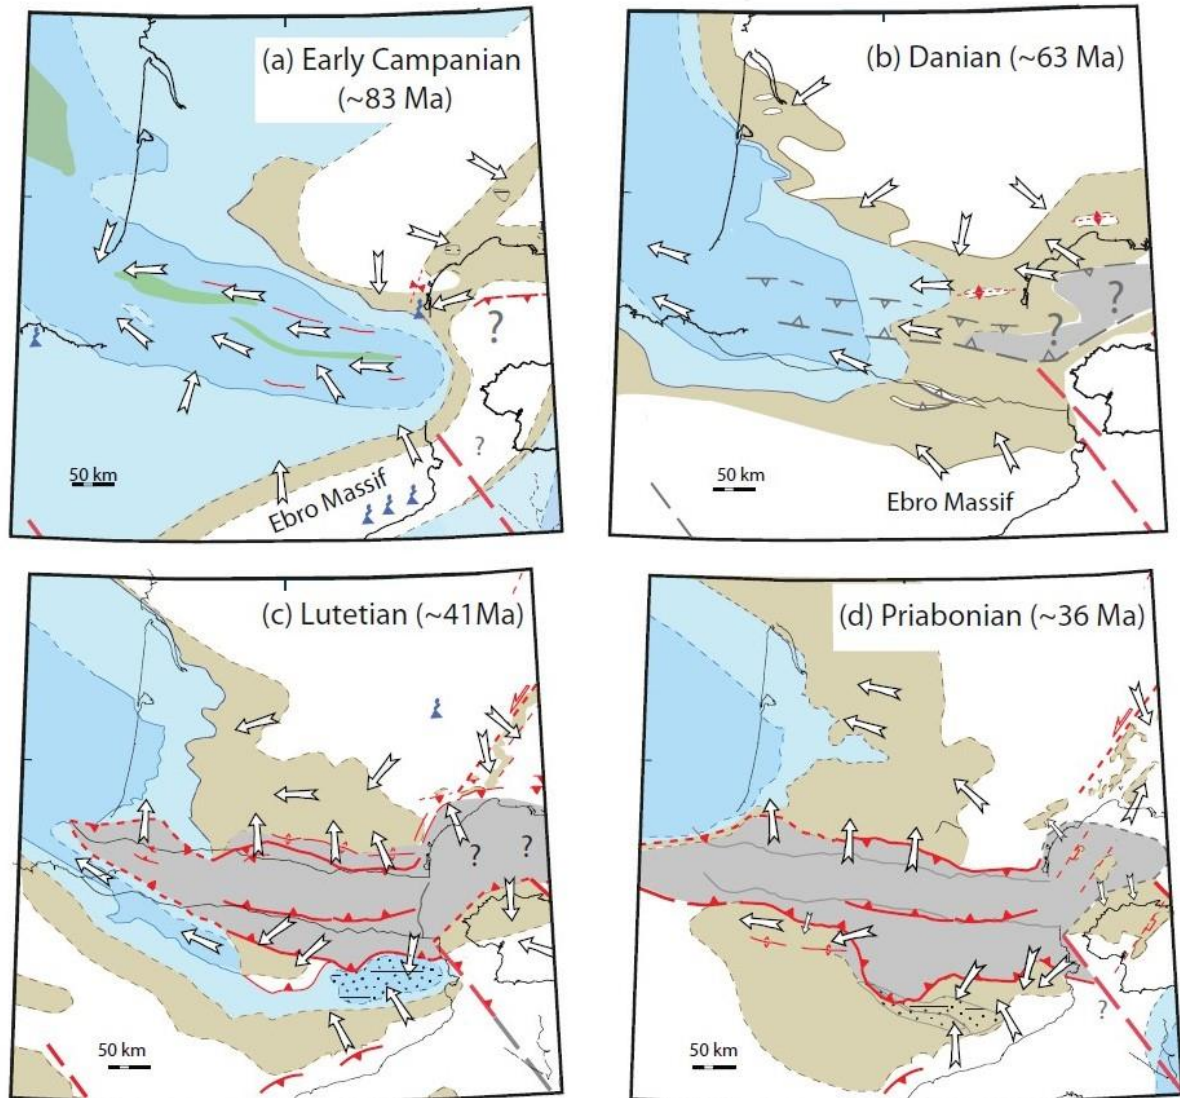 (a) Early Campanian
(~83 Ma)
?
?
50 km
Ebro Massif
(b) Danian (~63 Ma)
?
?
50 km
Ebro Massif
(c) Lutetian (~41Ma)
?
?
50 km
(d) Priabonian (~36 Ma)
?
50 km